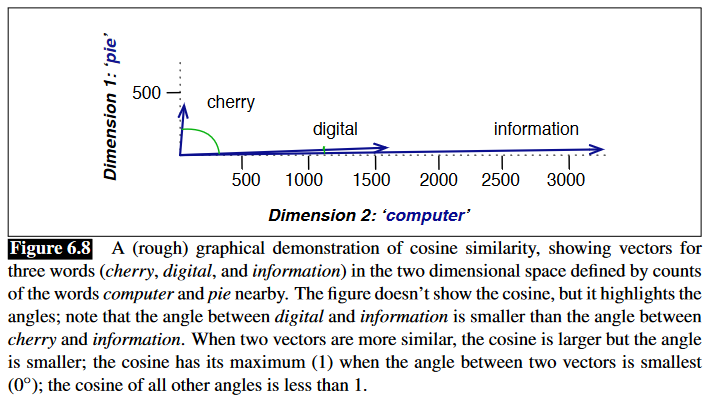 Dimension 1: ‘pie’
500
cherry
digital
information
500 1000 1500 2000 2500 3000
Dimension 2: ‘computer’
Figure 6.8 A (rough) graphical demonstration of cosine similarity, showing vectors for
three words (cherry, digital, and information) in the two dimensional space defined by counts
of the words computer and pie nearby. The figure doesn’t show the cosine, but it highlights the
angles; note that the angle between digital and information is smaller than the angle between
cherry and information. When two vectors are more similar, the cosine is larger but the angle
is smaller; the cosine has its maximum (1) when the angle between two vectors is smallest
(0°); the cosine of all other angles is less than 1.